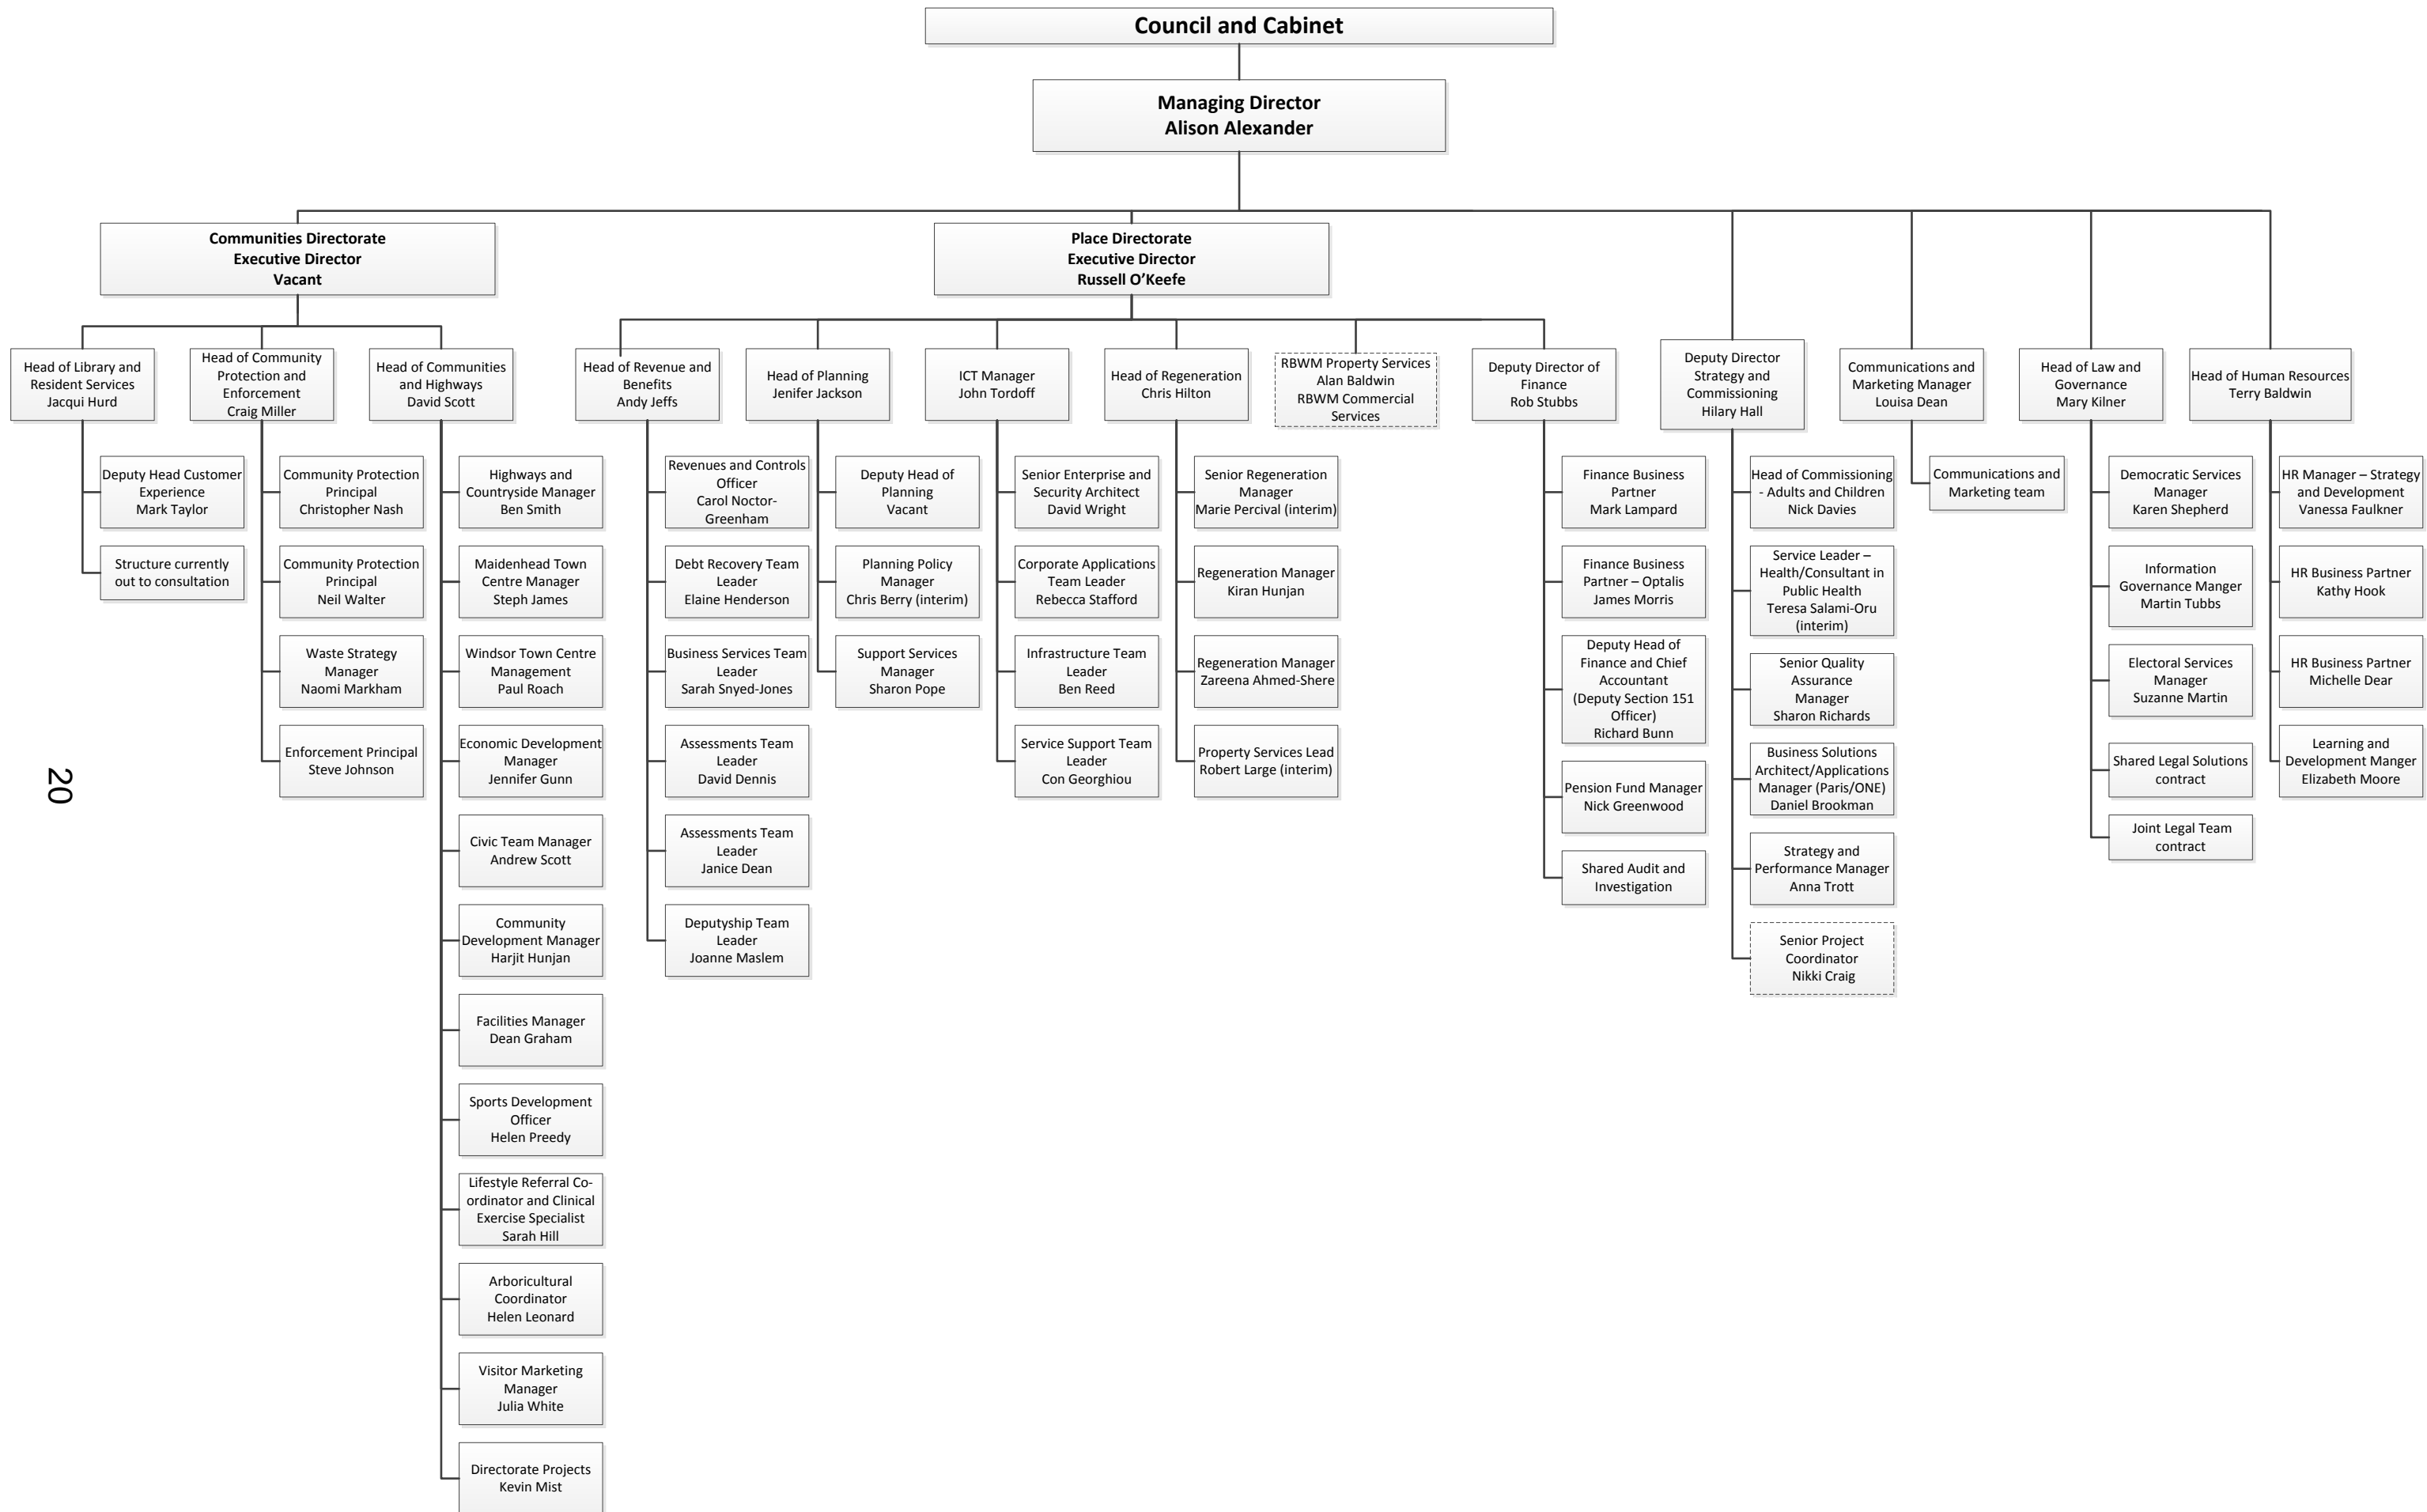 Council and Cabinet
Managing Director
Alison Alexander
Communities Directorate
Executive Director
Vacant
Place Directorate
Executive Director
Russell O’Keefe
Head of Library and
Resident Services
Jacqui Hurd
Head of Community
Protection and
Enforcement
Craig Miller
Head of Communities
and Highways
David Scott
Head of Revenue and
Benefits
Andy Jeffs
Head of Planning
Jenifer Jackson
ICT Manager
John Tordoff
Head of Regeneration
Chris Hilton
RBWM Property Services
Alan Baldwin
RBWM Commercial
Services
Deputy Director of
Finance
Rob Stubbs
Deputy Director
Strategy and
Commissioning
Hilary Hall
Communications and
Marketing Manager
Louisa Dean
Head of Law and
Governance
Mary Kilner
Head of Human Resources
Terry Baldwin
Deputy Head Customer
Experience
Mark Taylor
Structure currently
out to consultation
Community Protection
Principal
Christopher Nash
Community Protection
Principal
Neil Walter
Waste Strategy
Manager
Naomi Markham
Enforcement Principal
Steve Johnson
Highways and
Countryside Manager
Ben Smith
Maidenhead Town
Centre Manager
Steph James
Windsor Town Centre
Management
Paul Roach
Economic Development
Manager
Jennifer Gunn
Civic Team Manager
Andrew Scott
Community
Development Manager
Harjit Hunjan
Facilities Manager
Dean Graham
Sports Development
Officer
Helen Preedy
Lifestyle Referral Co-
ordinator and Clinical
Exercise Specialist
Sarah Hill
Arboricultural
Coordinator
Helen Leonard
Visitor Marketing
Manager
Julia White
Directorate Projects
Kevin Mist
Revenues and Controls
Officer
Carol Noctor-
Greenham
Debt Recovery Team
Leader
Elaine Henderson
Business Services Team
Leader
Sarah Snyed-Jones
Assessments Team
Leader
David Dennis
Assessments Team
Leader
Janice Dean
Deputyship Team
Leader
Joanne Maslem
Deputy Head of
Planning
Vacant
Planning Policy
Manager
Chris Berry (interim)
Support Services
Manager
Sharon Pope
Senior Enterprise and
Security Architect
David Wright
Corporate Applications
Team Leader
Rebecca Stafford
Infrastructure Team
Leader
Ben Reed
Service Support Team
Leader
Con Georghiou
Senior Regeneration
Manager
Marie Percival (interim)
Regeneration Manager
Kiran Hunjan
Regeneration Manager
Zareena Ahmed-Shere
Property Services Lead
Robert Large (interim)
Finance Business
Partner
Mark Lampard
Finance Business
Partner – Optalis
James Morris
Deputy Head of
Finance and Chief
Accountant
(Deputy Section 151
Officer)
Richard Bunn
Pension Fund Manager
Nick Greenwood
Shared Audit and
Investigation
Head of Commissioning
- Adults and Children
Nick Davies
Service Leader –
Health/Consultant in
Public Health
Teresa Salami-Oru
(interim)
Senior Quality
Assurance
Manager
Sharon Richards
Business Solutions
Architect/Applications
Manager (Paris/ONE)
Daniel Brookman
Strategy and
Performance Manager
Anna Trott
Senior Project
Coordinator
Nikki Craig
Communications and
Marketing team
Democratic Services
Manager
Karen Shepherd
Information
Governance Manger
Martin Tubbs
Electoral Services
Manager
Suzanne Martin
Shared Legal Solutions
contract
Joint Legal Team
contract
HR Manager – Strategy
and Development
Vanessa Faulkner
HR Business Partner
Kathy Hook
HR Business Partner
Michelle Dear
Learning and
Development Manger
Elizabeth Moore
20